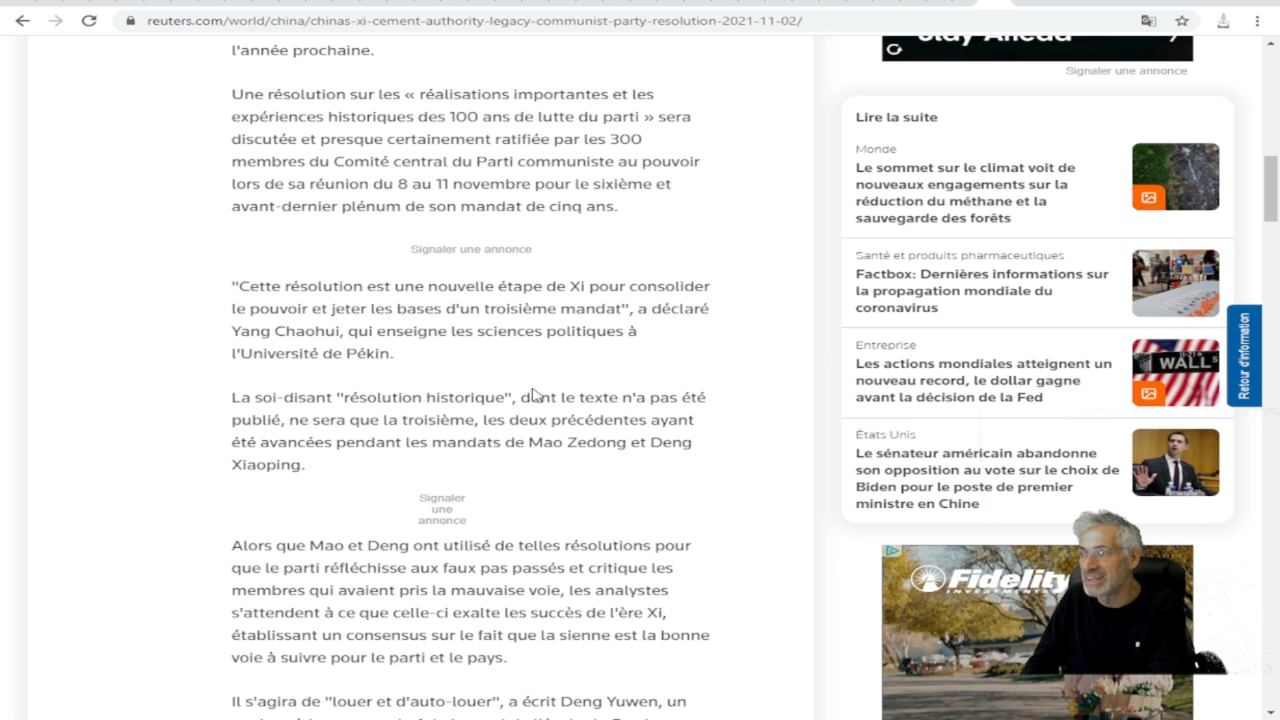 reuters.com/world/china/chinas-xi-cement-authority-legacy-communist-party-resolution-2021-11-02/
l'année prochaine.
Une résolution sur les « réalisations importantes et les
expériences historiques des 100 ans de lutte du parti » sera
discutée et presque certainement ratifiée par les 300
membres du Comité central du Parti communiste au pouvoir
lors de sa réunion du 8 au 11 novembre pour le sixième et
avant-dernier plénum de son mandat de cinq ans.
Signaler une annonce
"Cette résolution est une nouvelle étape de Xi pour consolider
le pouvoir et jeter les bases d'un troisième mandat", a déclaré
Yang Chaohui, qui enseigne les sciences politiques à
l'Université de Pékin.
La soi-disant "résolution historique", dont le texte n'a pas été
publié, ne sera que la troisième, les deux précédentes ayant
été avancées pendant les mandats de Mao Zedong et Deng
Xiaoping.
Signaler
une
annonce
Alors que Mao et Deng ont utilisé de telles résolutions pour
que le parti réfléchisse aux faux pas passés et critique les
membres qui avaient pris la mauvaise voie, les analystes
s'attendent à ce que celle-ci exalte les succès de l'ère Xi,
établissant un consensus sur le fait que la sienne est la bonne
voie à suivre pour le parti et le pays.
Il s'agira de "louer et d'auto-louer", a écrit Deng Yuwen, un
Stay Ahead
Signaler une annonce
Lire la suite
Monde
Le sommet sur le climat voit de
nouveaux engagements sur la
réduction du méthane et la
sauvegarde des forêts
Santé et produits pharmaceutiques
Factbox: Dernières informations sur
la propagation mondiale du
coronavirus
Entreprise
Les actions mondiales atteignent un
nouveau record, le dollar gagne
avant la décision de la Fed
WALL
États Unis
Le sénateur américain abandonne
son opposition au vote sur le choix de
Biden pour le poste de premier
ministre en Chine
Retour d'information
Fidelity
INVESTMENTS